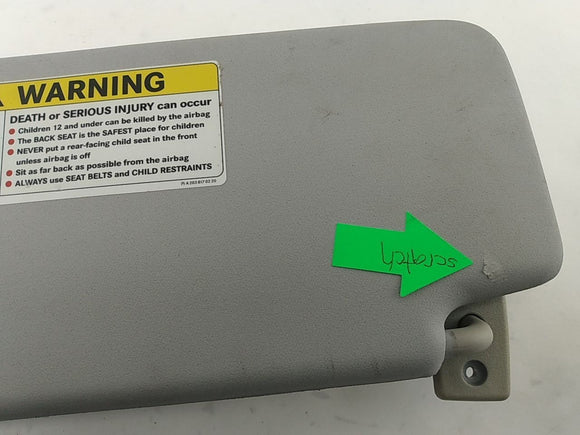 WARNING
DEATH or SERIOUS INJURY can occur
● Children 12 and under can be killed by the airbag
● The BACK SEAT is the SAFEST place for children
● NEVER put a rear-facing child seat in the front
unless airbag is off
● Sit as far back as possible from the airbag
● ALWAYS use SEAT BELTS and CHILD RESTRAINTS
scratch